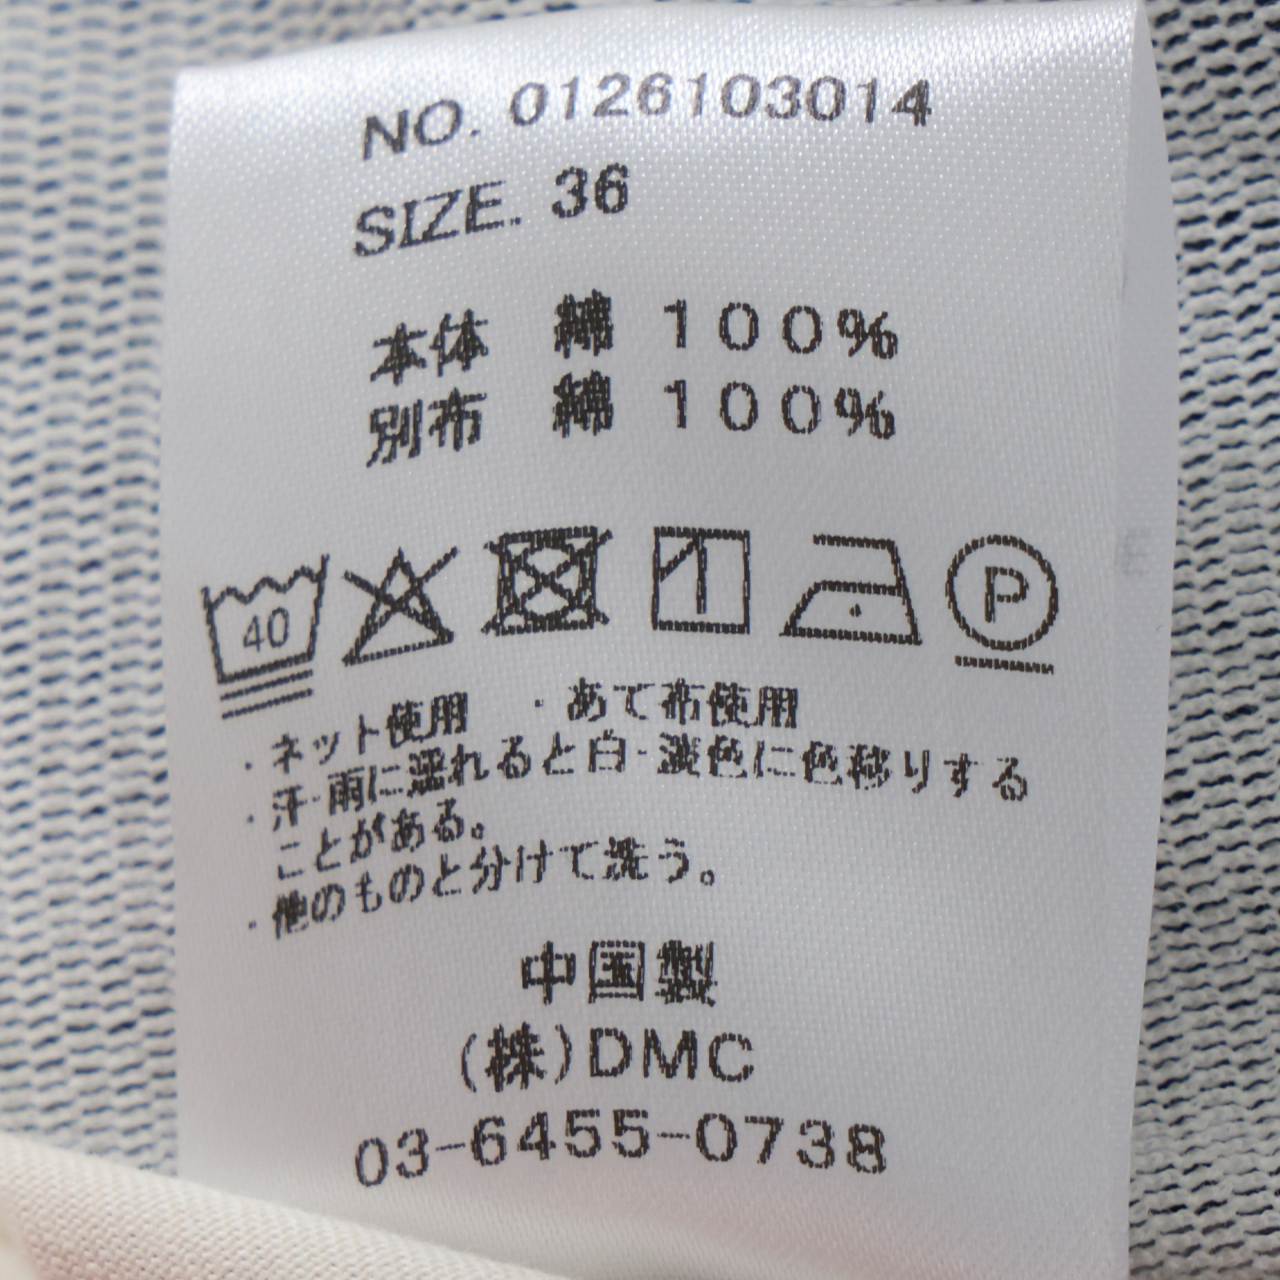 NO. 0126103014
SIZE. 36
本体 綿 100%
別布 綿 100%
40 P
・ネット使用 ・あて布使用
・汗・雨に濡れると白・淡色に色移りする
ことがある。
・他のものと分けて洗う。
中国製
(株)DMC
03-6455-0738